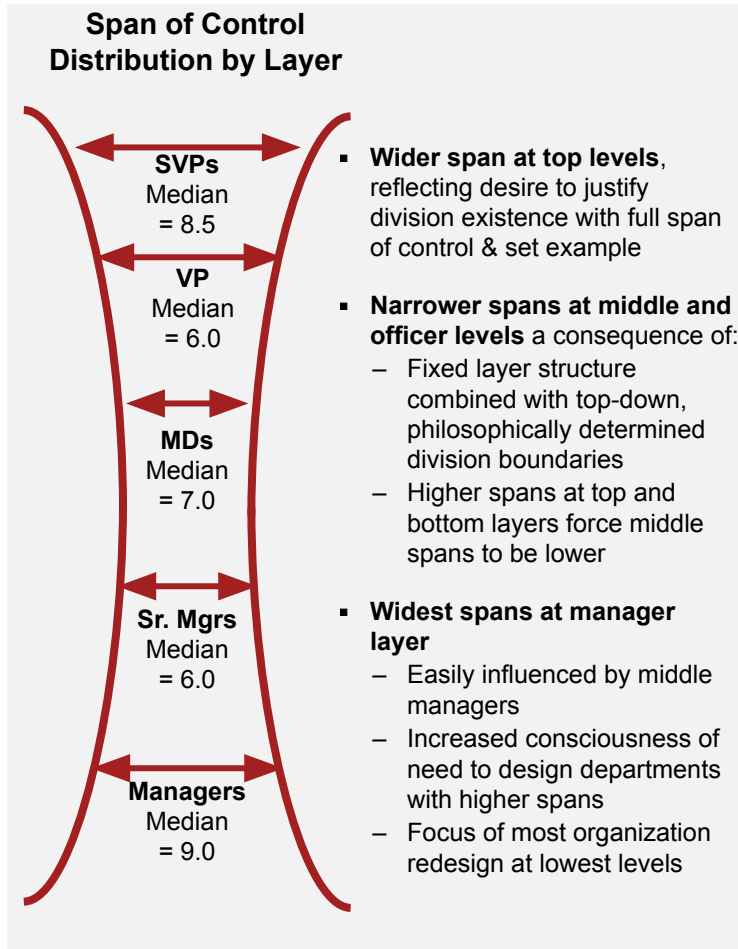 Span of Control
Distribution by Layer
SVPs
Median
= 8.5
VP
Median
= 6.0
MDs
Median
= 7.0
Sr. Mgrs
Median
= 6.0
Managers
Median
= 9.0
▪ Wider span at top levels,
reflecting desire to justify
division existence with full span
of control & set example
▪ Narrower spans at middle and
officer levels a consequence of:
– Fixed layer structure
combined with top-down,
philosophically determined
division boundaries
– Higher spans at top and
bottom layers force middle
spans to be lower
▪ Widest spans at manager
layer
– Easily influenced by middle
managers
– Increased consciousness of
need to design departments
with higher spans
– Focus of most organization
redesign at lowest levels